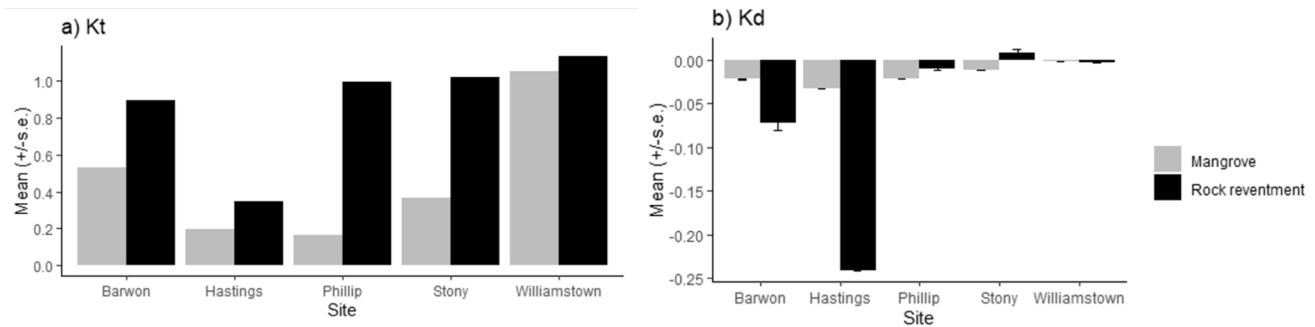 a) Kt
Mean (+/-s.e.)
1.0
0.8
0.6
0.4
0.2
0.0
Barwon
Hastings
Phillip
Stony
Williamstown
Site
b) Kd
Mean (+/-s.e.)
0.00
-0.05
-0.10
-0.15
-0.20
-0.25
Barwon
Hastings
Phillip
Stony
Williamstown
Site
Mangrove
Rock reventment